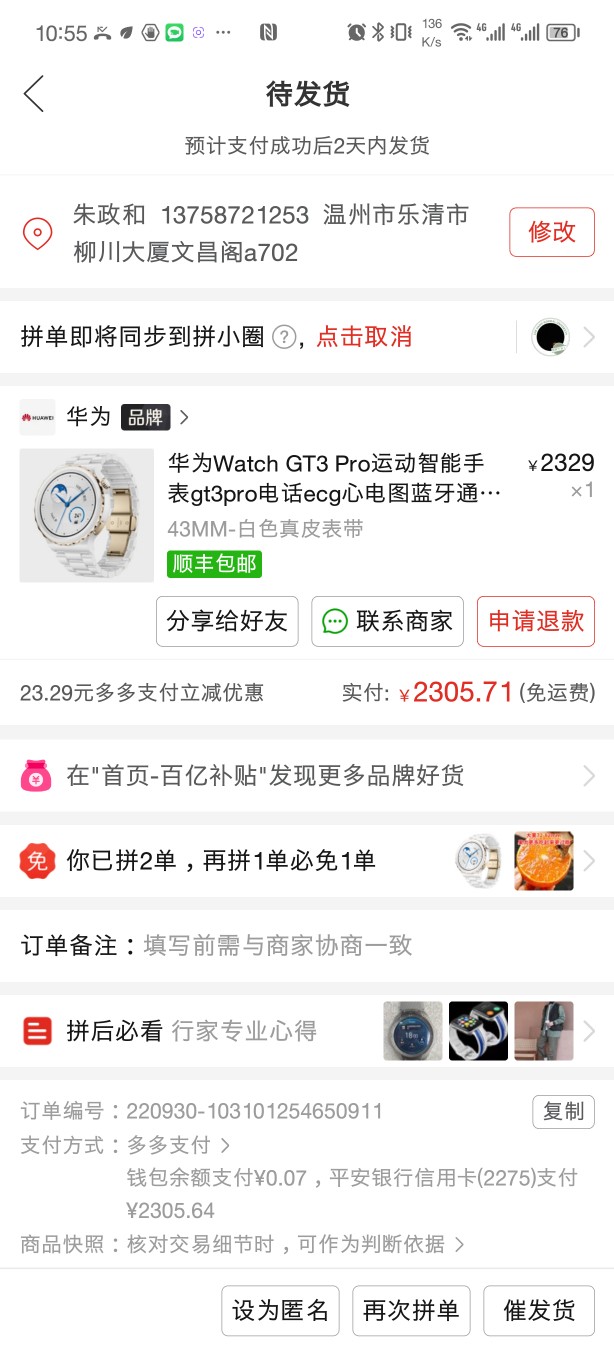 10:55
136
K/s
4G
4G
76
待发货
预计支付成功后2天内发货
朱政和 13758721253 温州市乐清市
柳川大厦文昌阁a702
修改
拼单即将同步到拼小圈?，点击取消
HUAWEI 华为 品牌
华为Watch GT3 Pro运动智能手
¥2329
表gt3pro电话ecg心电图蓝牙通…
×1
43MM-白色真皮表带
顺丰包邮
分享给好友
联系商家
申请退款
23.29元多多支付立减优惠
实付: ¥2305.71 (免运费)
在"首页-百亿补贴"发现更多品牌好货
免 你已拼2单，再拼1单必免1单
订单备注：填写前需与商家协商一致
拼后必看 行家专业心得
订单编号：220930-103101254650911
复制
支付方式：多多支付
钱包余额支付¥0.07，平安银行信用卡(2275)支付
¥2305.64
商品快照：核对交易细节时，可作为判断依据
设为匿名
再次拼单
催发货